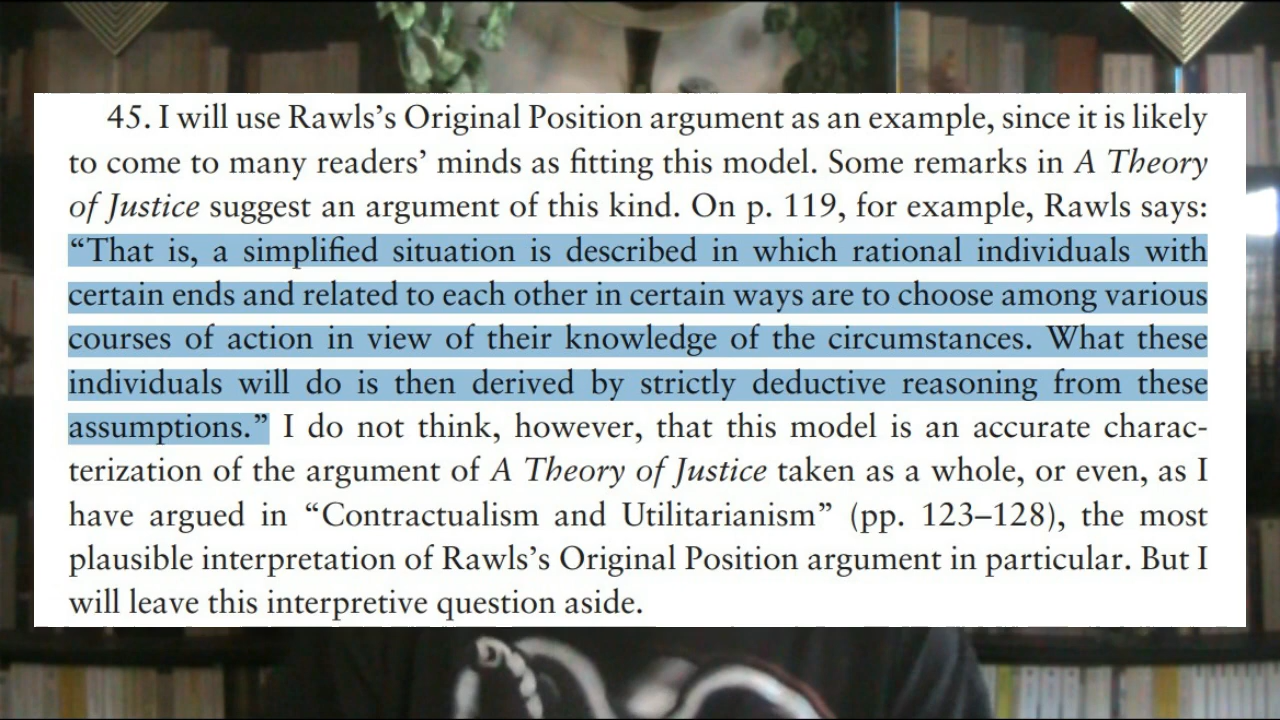 45. I will use Rawls’s Original Position argument as an example, since it is likely
to come to many readers’ minds as fitting this model. Some remarks in A Theory
of Justice suggest an argument of this kind. On p. 119, for example, Rawls says:
“That is, a simplified situation is described in which rational individuals with
certain ends and related to each other in certain ways are to choose among various
courses of action in view of their knowledge of the circumstances. What these
individuals will do is then derived by strictly deductive reasoning from these
assumptions.” I do not think, however, that this model is an accurate charac-
terization of the argument of A Theory of Justice taken as a whole, or even, as I
have argued in “Contractualism and Utilitarianism” (pp. 123–128), the most
plausible interpretation of Rawls’s Original Position argument in particular. But I
will leave this interpretive question aside.